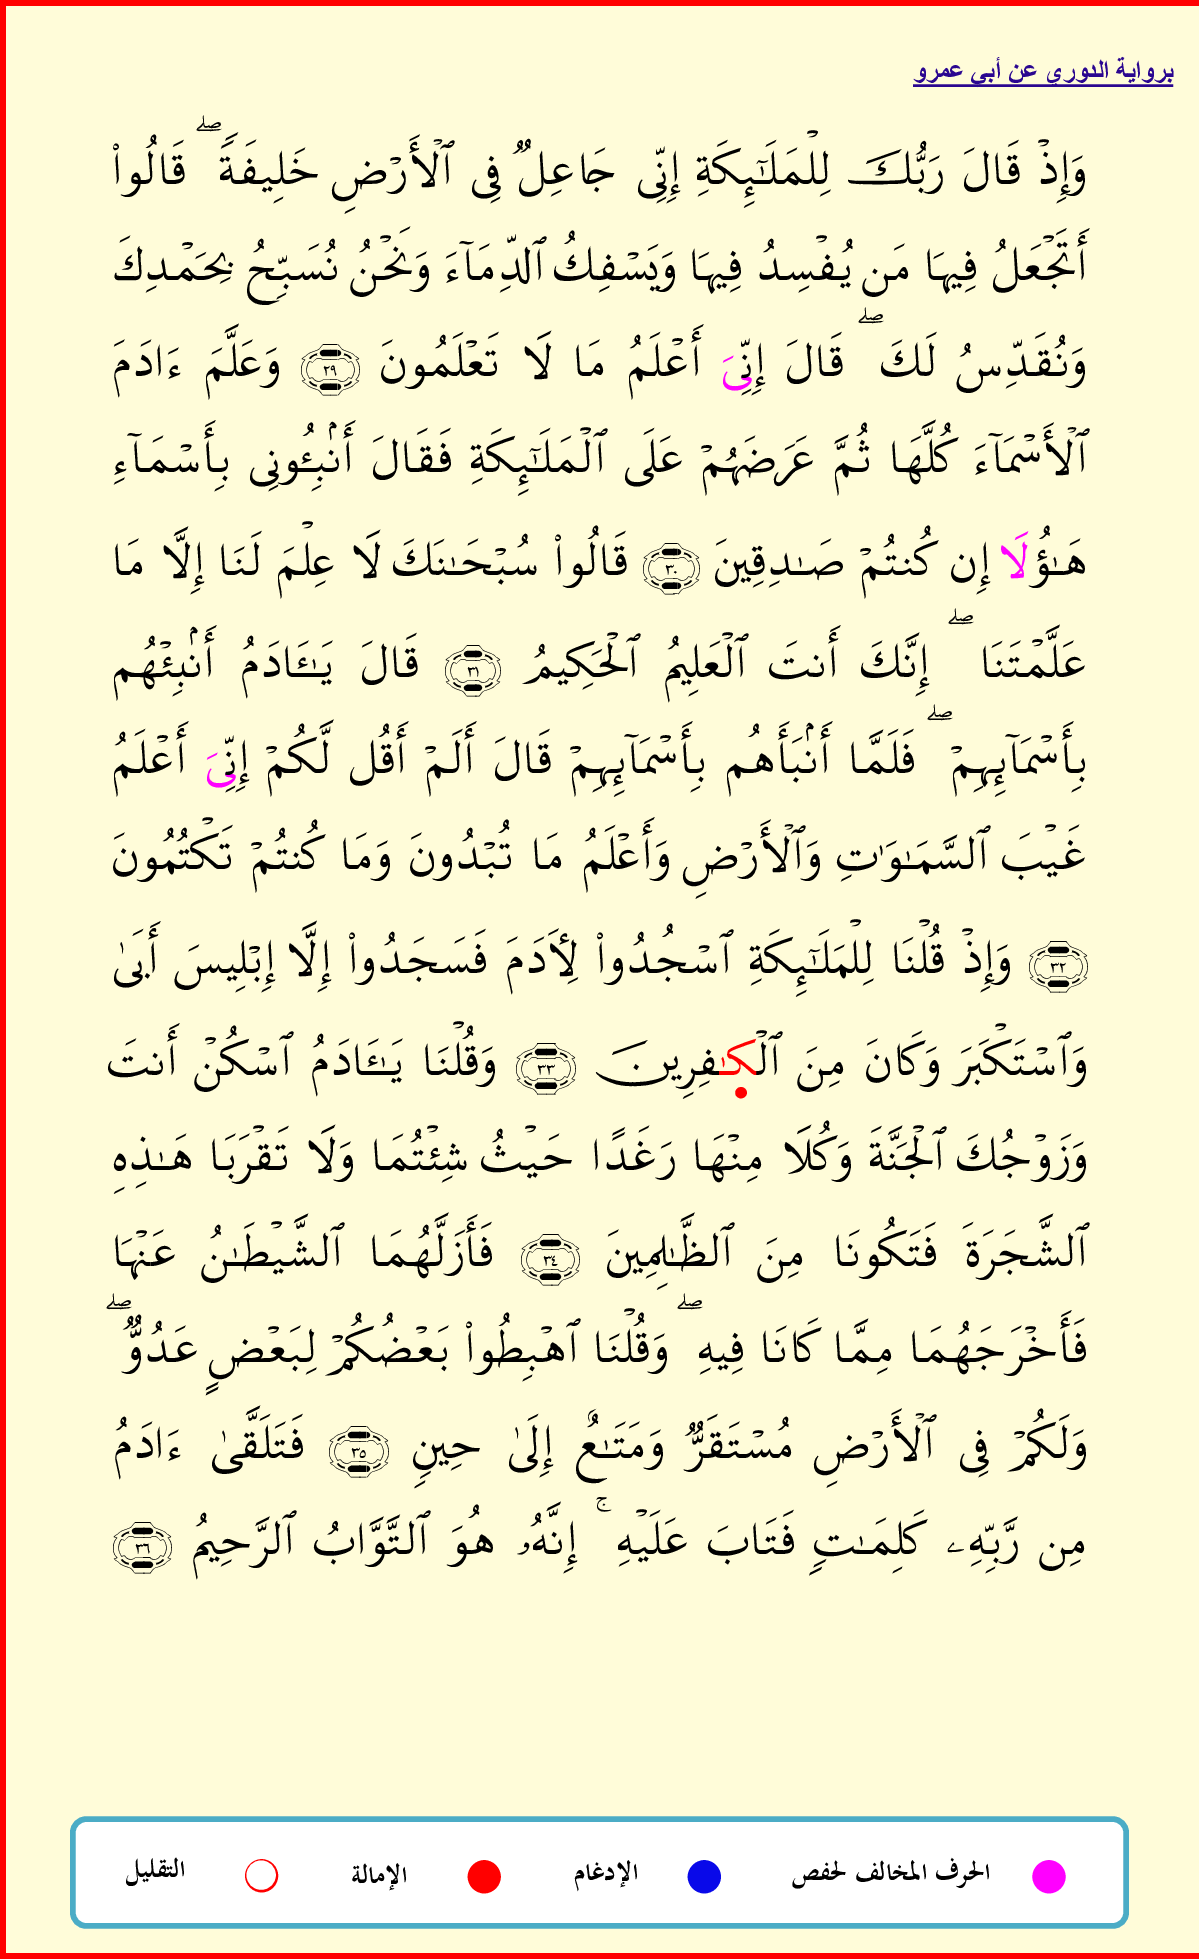 برواية الدوري عن أبي عمرو
وَإِذۡ قَالَ رَبُّكَ لِلۡمَلَٰٓئِكَةِ إِنِّي جَاعِلٞ فِي ٱلۡأَرۡضِ خَلِيفَةٗۖ قَالُواْ
أَتَجۡعَلُ فِيهَا مَن يُفۡسِدُ فِيهَا وَيَسۡفِكُ ٱلدِّمَآءَ وَنَحۡنُ نُسَبِّحُ بِحَمۡدِكَ
وَنُقَدِّسُ لَكَۖ قَالَ إِنِّيَ أَعۡلَمُ مَا لَا تَعۡلَمُونَ ٢٩ وَعَلَّمَ ءَادَمَ
ٱلۡأَسۡمَآءَ كُلَّهَا ثُمَّ عَرَضَهُمۡ عَلَى ٱلۡمَلَٰٓئِكَةِ فَقَالَ أَنۢبِـُٔونِي بِأَسۡمَآءِ
هَٰؤُلَا إِن كُنتُمۡ صَٰدِقِينَ ٣٠ قَالُواْ سُبۡحَٰنَكَ لَا عِلۡمَ لَنَا إِلَّا مَا
عَلَّمۡتَنَاۖ إِنَّكَ أَنتَ ٱلۡعَلِيمُ ٱلۡحَكِيمُ ٣١ قَالَ يَٰـَٔادَمُ أَنۢبِئۡهُم
بِأَسۡمَآئِهِمۡۖ فَلَمَّا أَنۢبَأَهُم بِأَسۡمَآئِهِمۡ قَالَ أَلَمۡ أَقُل لَّكُمۡ إِنِّيَ أَعۡلَمُ
غَيۡبَ ٱلسَّمَٰوَٰتِ وَٱلۡأَرۡضِ وَأَعۡلَمُ مَا تُبۡدُونَ وَمَا كُنتُمۡ تَكۡتُمُونَ
٣٢ وَإِذۡ قُلۡنَا لِلۡمَلَٰٓئِكَةِ ٱسۡجُدُواْ لِأٓدَمَ فَسَجَدُواْ إِلَّا إِبۡلِيسَ أَبَىٰ
وَٱسۡتَكۡبَرَ وَكَانَ مِنَ ٱلۡكَٰفِرِينَ ٣٣ وَقُلۡنَا يَٰـَٔادَمُ ٱسۡكُنۡ أَنتَ
وَزَوۡجُكَ ٱلۡجَنَّةَ وَكُلَا مِنۡهَا رَغَدًا حَيۡثُ شِئۡتُمَا وَلَا تَقۡرَبَا هَٰذِهِ
ٱلشَّجَرَةَ فَتَكُونَا مِنَ ٱلظَّٰلِمِينَ ٣٤ فَأَزَلَّهُمَا ٱلشَّيۡطَٰنُ عَنۡهَا
فَأَخۡرَجَهُمَا مِمَّا كَانَا فِيهِۖ وَقُلۡنَا ٱهۡبِطُواْ بَعۡضُكُمۡ لِبَعۡضٍ عَدُوّٞۖ
وَلَكُمۡ فِي ٱلۡأَرۡضِ مُسۡتَقَرّٞ وَمَتَٰعٌ إِلَىٰ حِينٖ ٣٥ فَتَلَقَّىٰ ءَادَمُ
مِن رَّبِّهِۦ كَلِمَٰتٖ فَتَابَ عَلَيۡهِۚ إِنَّهُۥ هُوَ ٱلتَّوَّابُ ٱلرَّحِيمُ ٣٦
الحرف المخالف لحفص الإدغام الإمالة التقليل